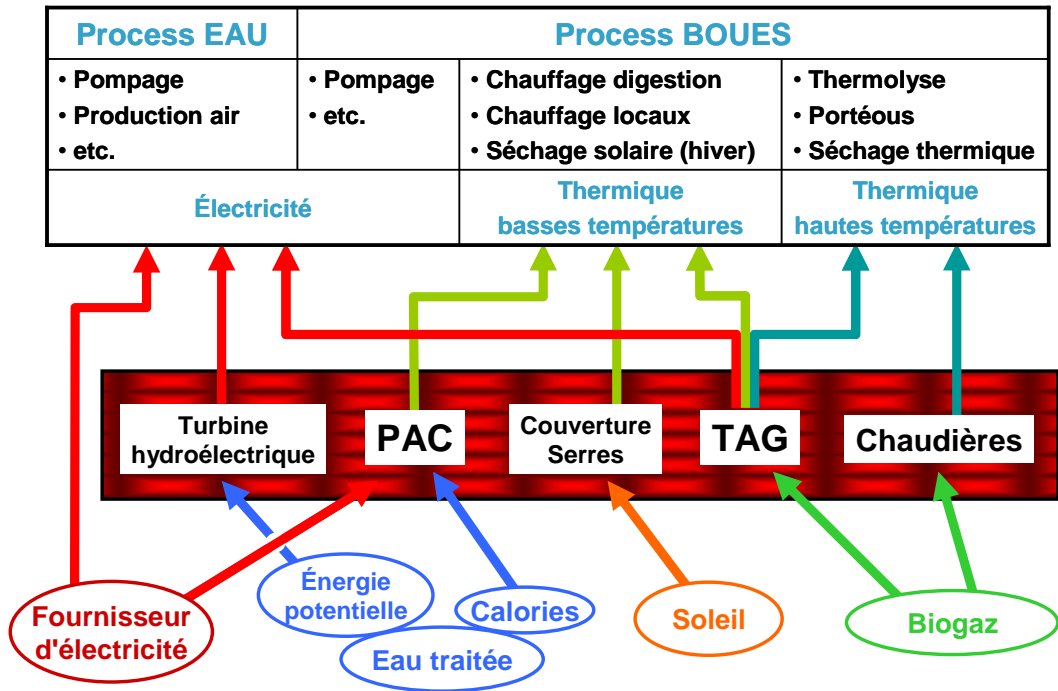 Process EAU
Process BOUES
• Pompage
• Production air
• etc.
• Pompage
• etc.
• Chauffage digestion
• Chauffage locaux
• Séchage solaire (hiver)
• Thermolyse
• Portéous
• Séchage thermique
Électricité
Thermique
basses températures
Thermique
hautes températures
Turbine
hydroélectrique
PAC
Couverture
Serres
TAG
Chaudières
Fournisseur
d'électricité
Énergie
potentielle
Calories
Eau traitée
Soleil
Biogaz